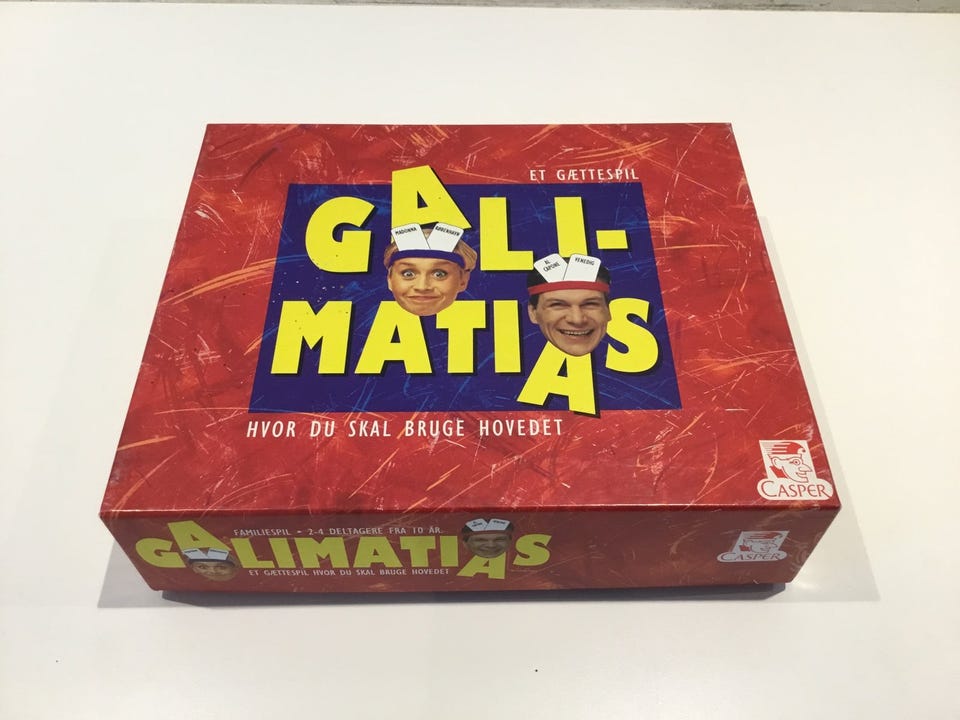 ET GÆTTESPIL
GALI-
MADONNA
KØBENHAVN
AL
CAPONE
VENEDIG
MATIAS
HVOR DU SKAL BRUGE HOVEDET
CASPER
FAMILIESPIL - 2-4 DELTAGERE FRA 10 ÅR
GALIMATIAS
ET GÆTTESPIL HVOR DU SKAL BRUGE HOVEDET
CASPER